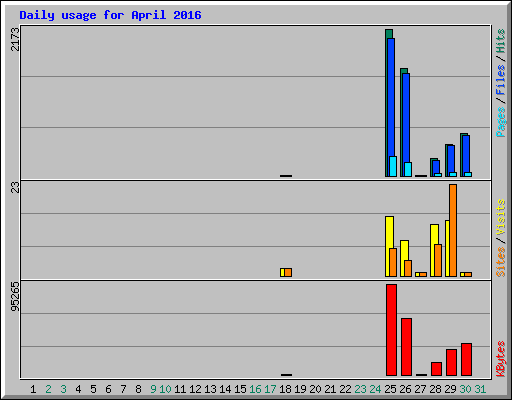 Daily usage for April 2016
2173
Pages/Files/Hits
23
Sites/Visits
95265
KBytes
1 2 3 4 5 6 7 8 9 10 11 12 13 14 15 16 17 18 19 20 21 22 23 24 25 26 27 28 29 30 31